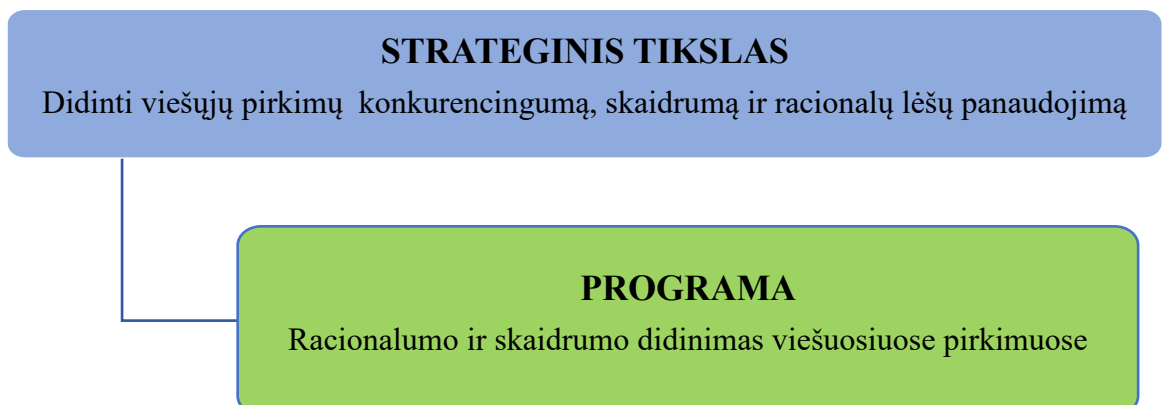 STRATEGINIS TIKSLAS
Didinti viešųjų pirkimų konkurencingumą, skaidrumą ir racionalų lėšų panaudojimą
PROGRAMA
Racionalumo ir skaidrumo didinimas viešuosiuose pirkimuose